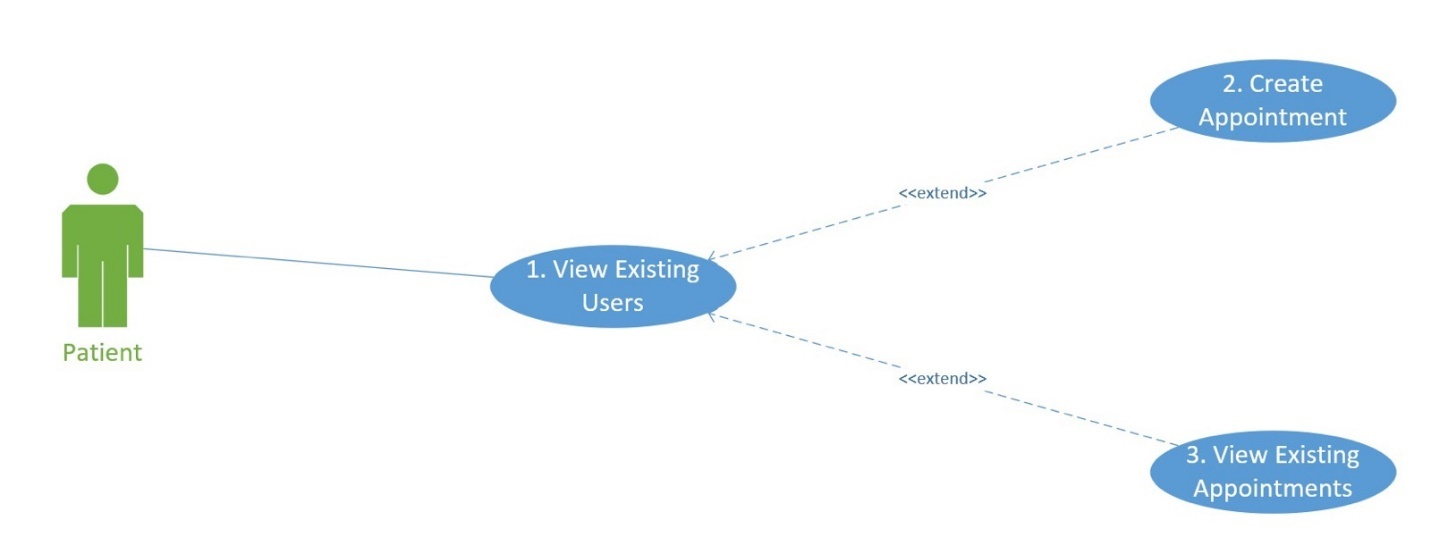 2. Create
Appointment
<<extend>>
1. View Existing
Users
Patient
<<extend>>
3. View Existing
Appointments